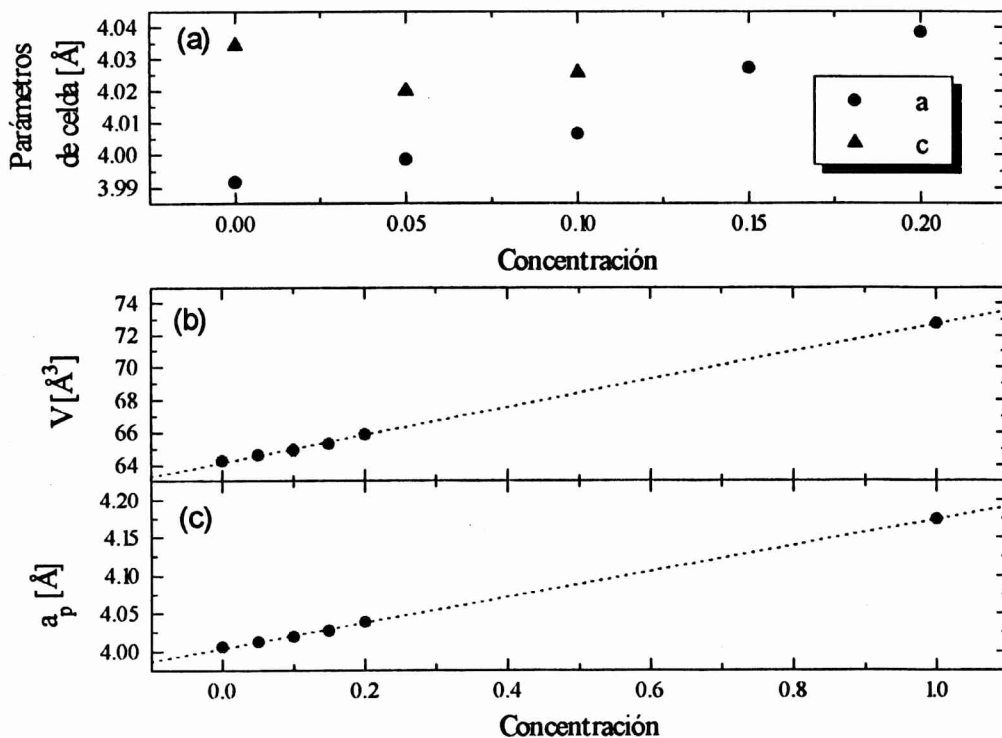 (a)
Parámetros
de celda [Å]
4.04
4.03
4.02
4.01
4.00
3.99
a
c
0.00 0.05 0.10 0.15 0.20
Concentración
(b)
V [Å³]
74
72
70
68
66
64
(c)
a_p [Å]
4.20
4.15
4.10
4.05
4.00
0.0 0.2 0.4 0.6 0.8 1.0
Concentración